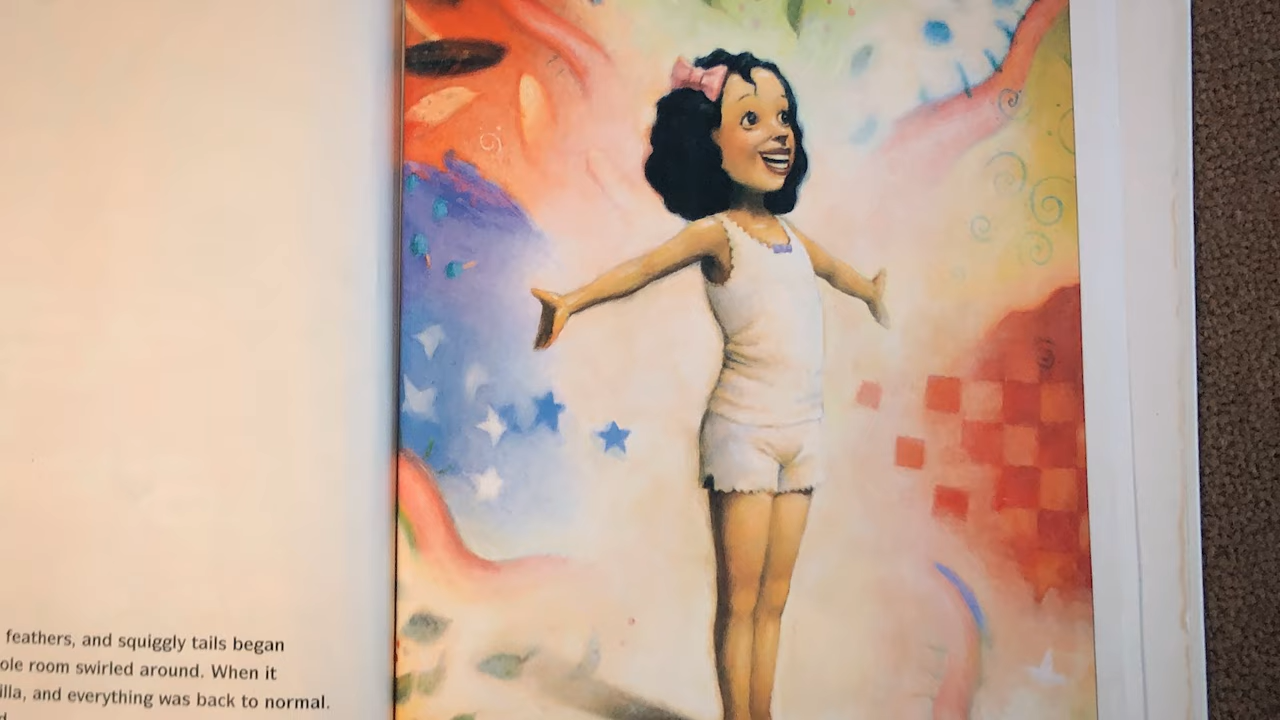 feathers, and squiggly tails began
ole room swirled around. When it
illa, and everything was back to normal.
d